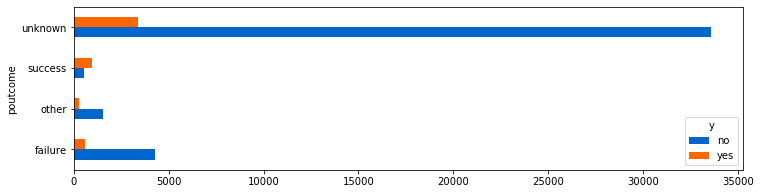 unknown
success
other
failure
poutcome
0
5000
10000
15000
20000
25000
30000
35000
y
no
yes